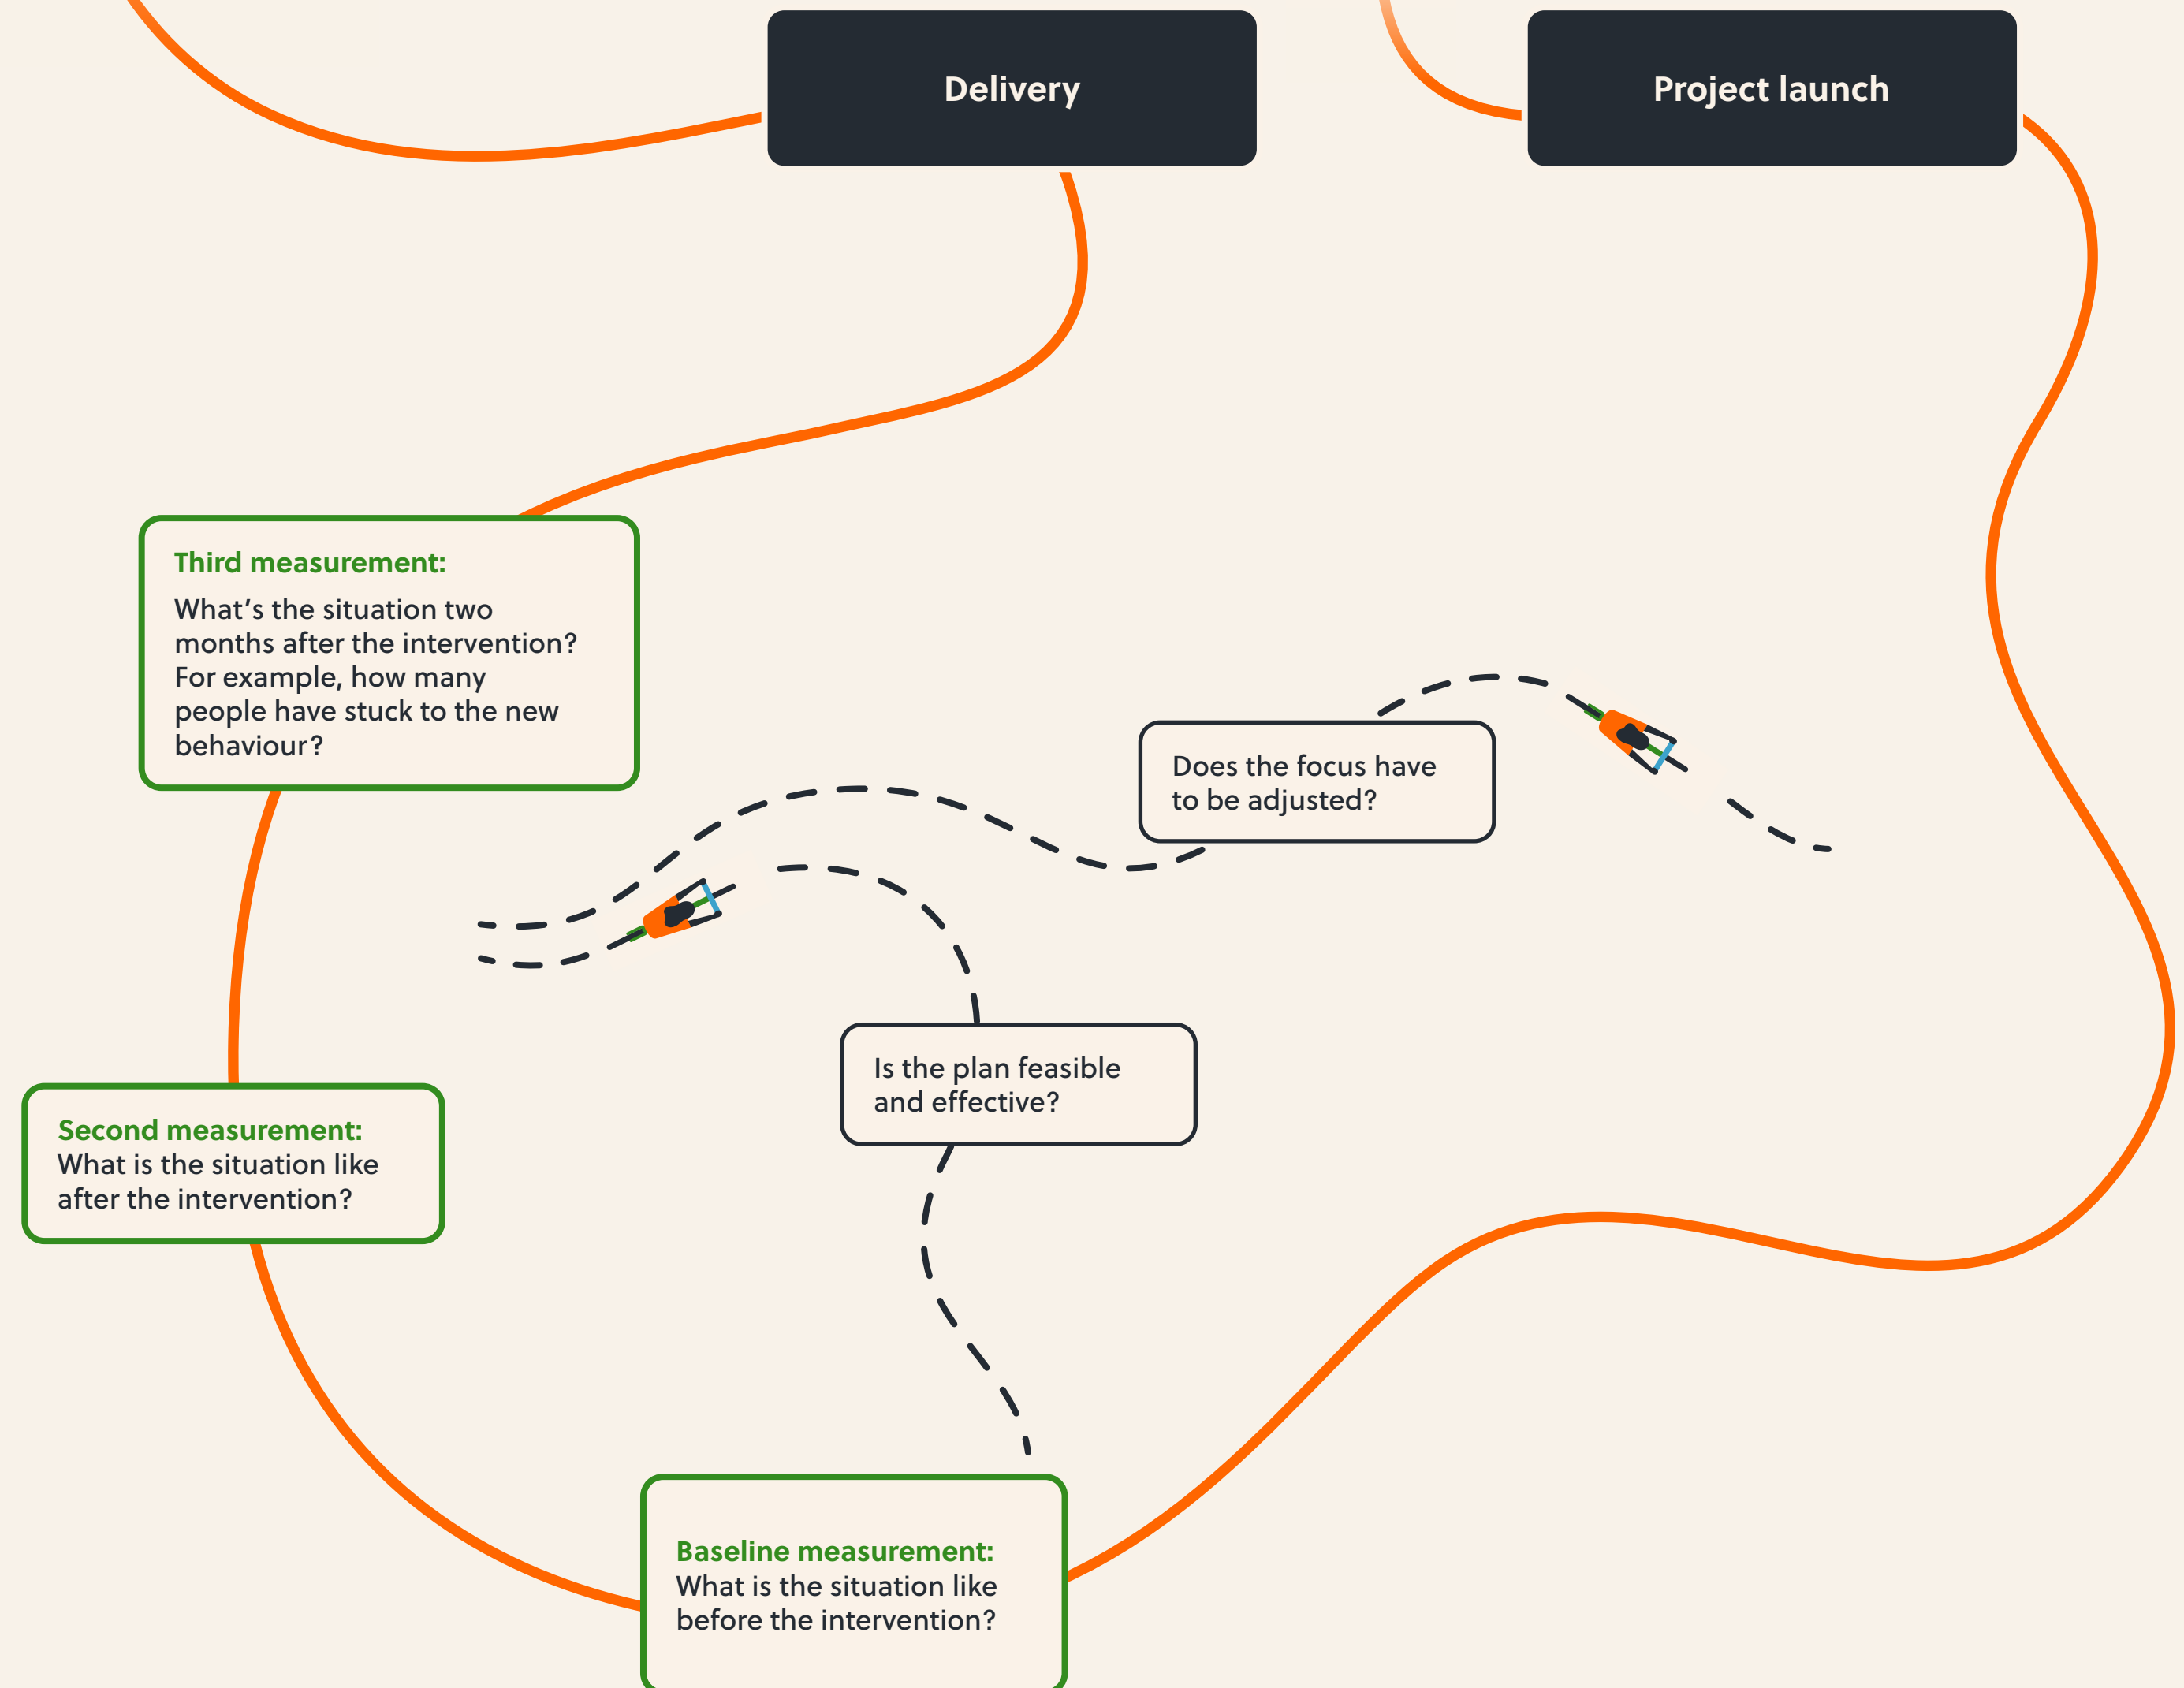 Delivery
Project launch
Third measurement:
What’s the situation two
months after the intervention?
For example, how many
people have stuck to the new
behaviour?
Does the focus have
to be adjusted?
Is the plan feasible
and effective?
Second measurement:
What is the situation like
after the intervention?
Baseline measurement:
What is the situation like
before the intervention?